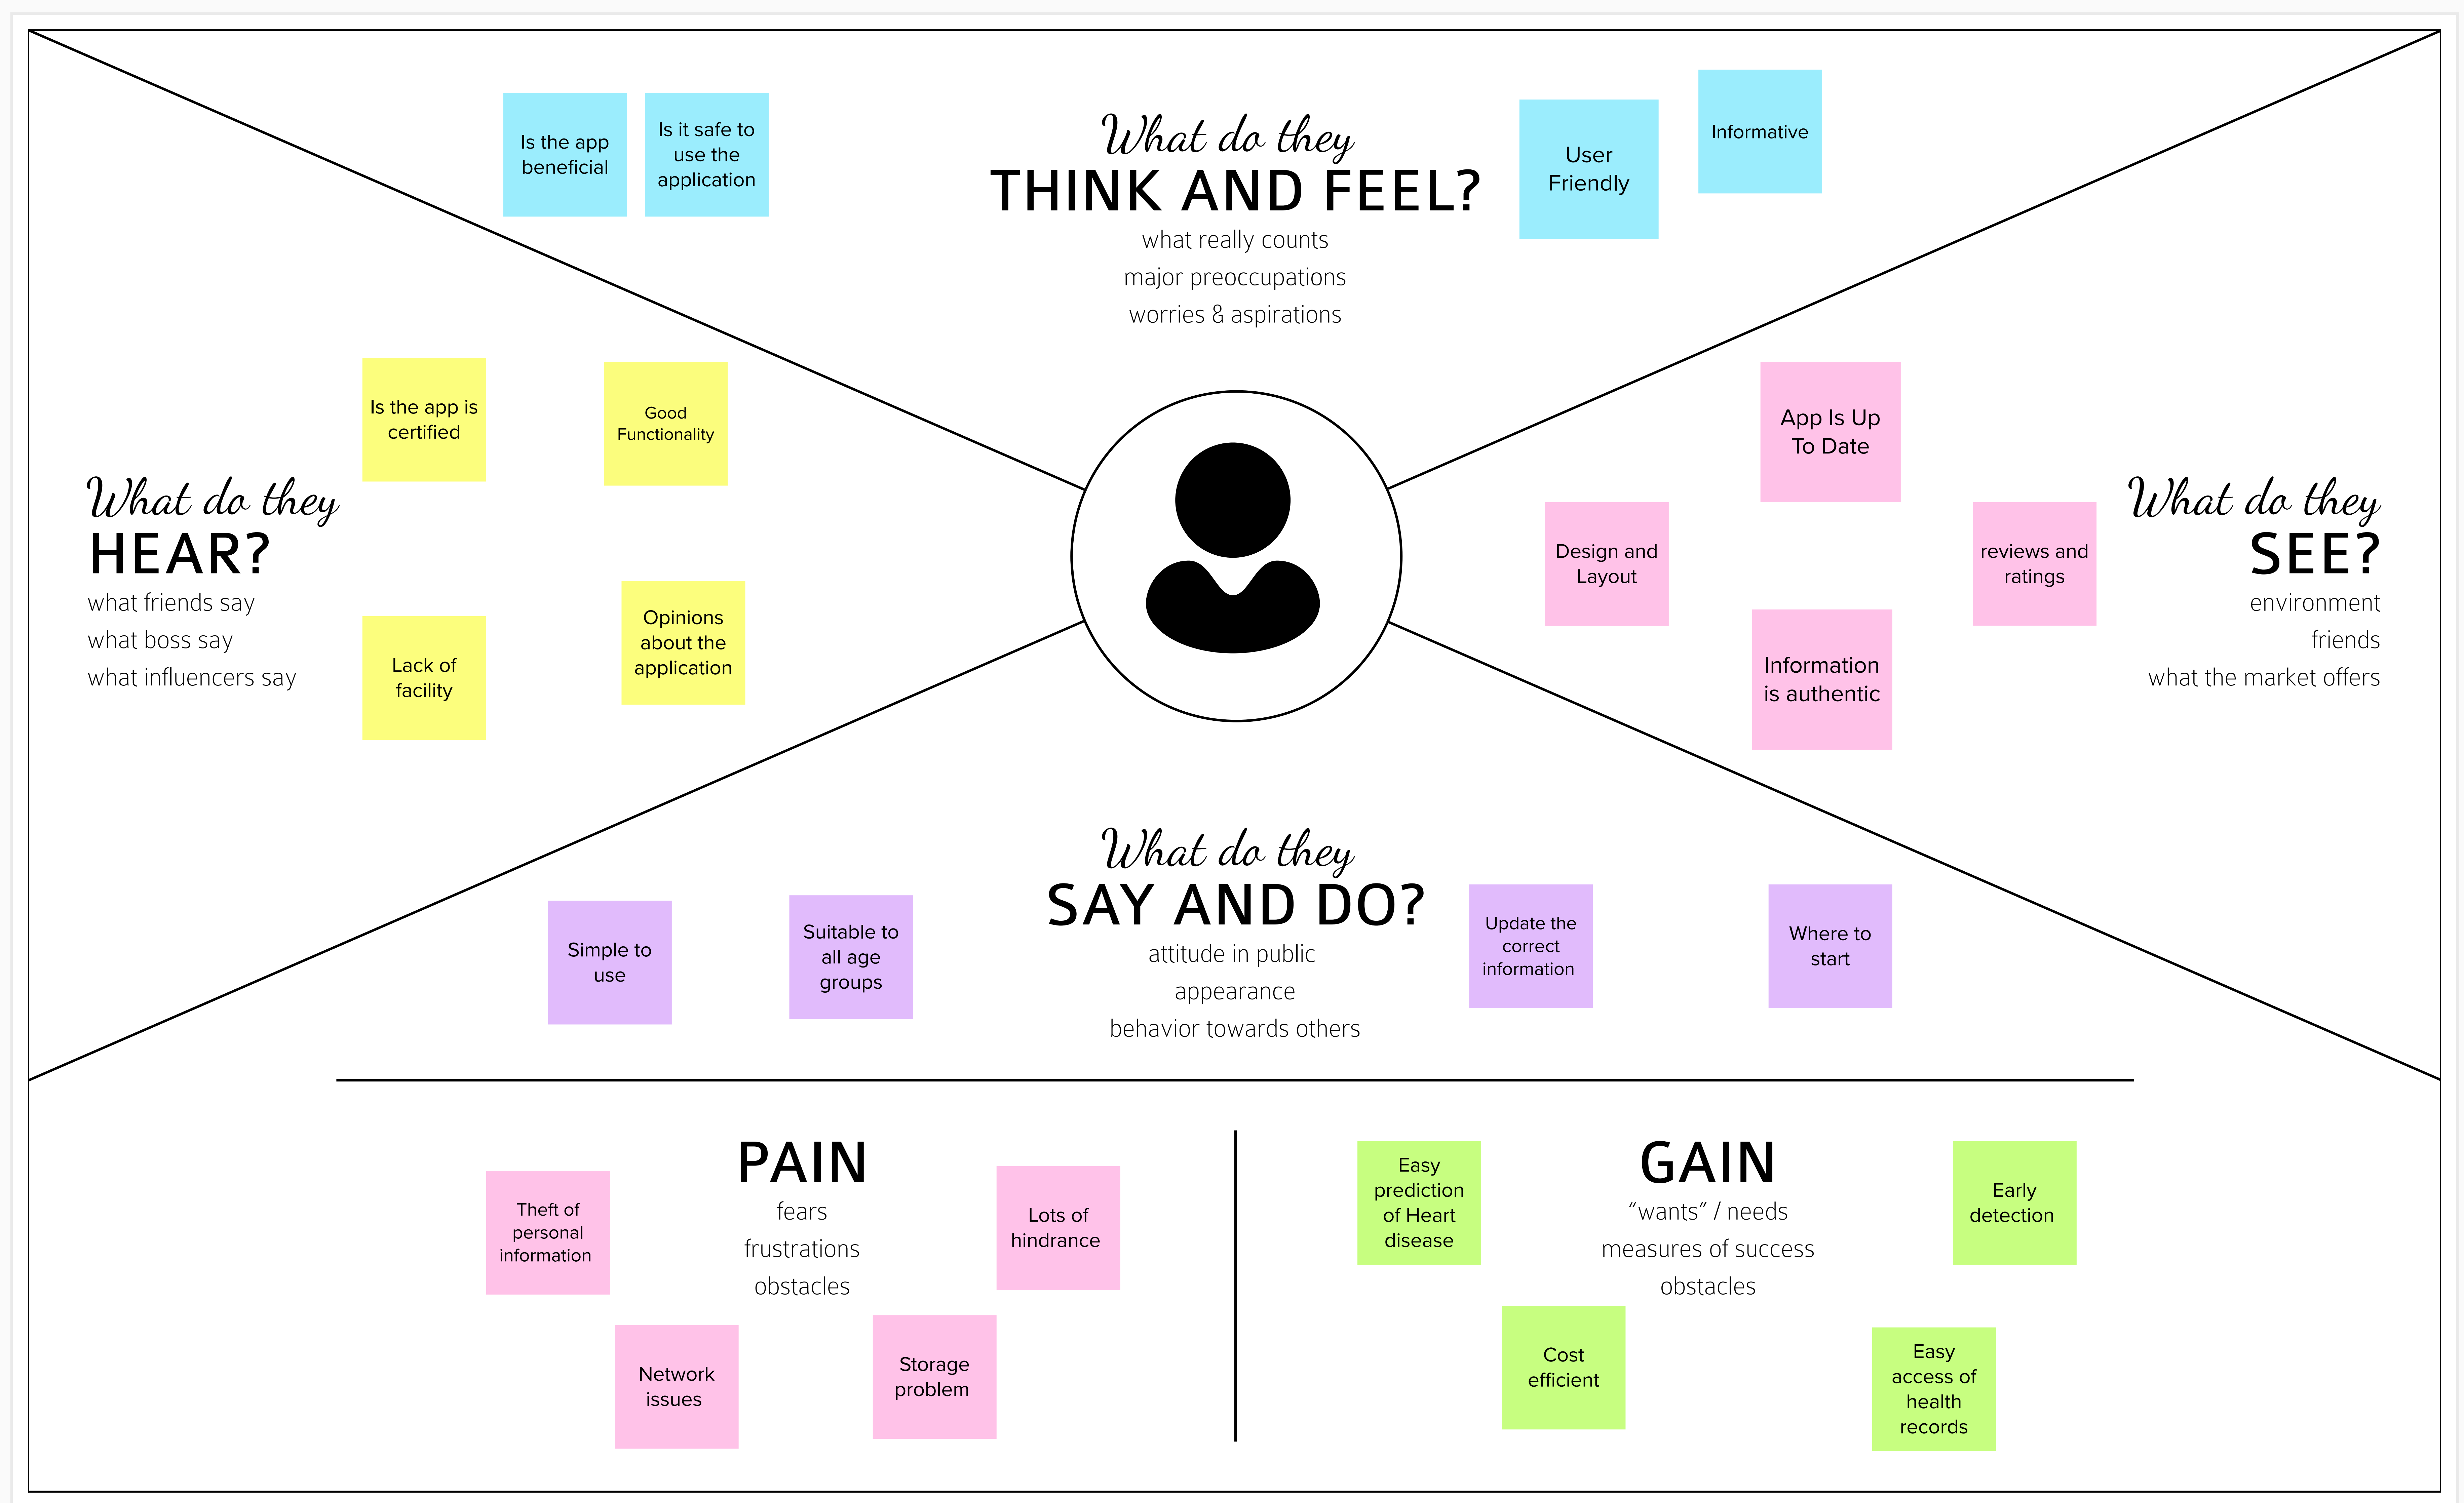 Is the app
beneficial
Is it safe to
use the
application
What do they
THINK AND FEEL?
what really counts
major preoccupations
worries & aspirations
User
Friendly
Informative
What do they
HEAR?
what friends say
what boss say
what influencers say
Is the app is
certified
Good
Functionality
Lack of
facility
Opinions
about the
application
App Is Up
To Date
Design and
Layout
reviews and
ratings
Information
is authentic
What do they
SEE?
environment
friends
what the market offers
What do they
SAY AND DO?
attitude in public
appearance
behavior towards others
Simple to
use
Suitable to
all age
groups
Update the
correct
information
Where to
start
PAIN
fears
frustrations
obstacles
Theft of
personal
information
Lots of
hindrance
Network
issues
Storage
problem
GAIN
“wants” / needs
measures of success
obstacles
Easy
prediction
of Heart
disease
Early
detection
Cost
efficient
Easy
access of
health
records